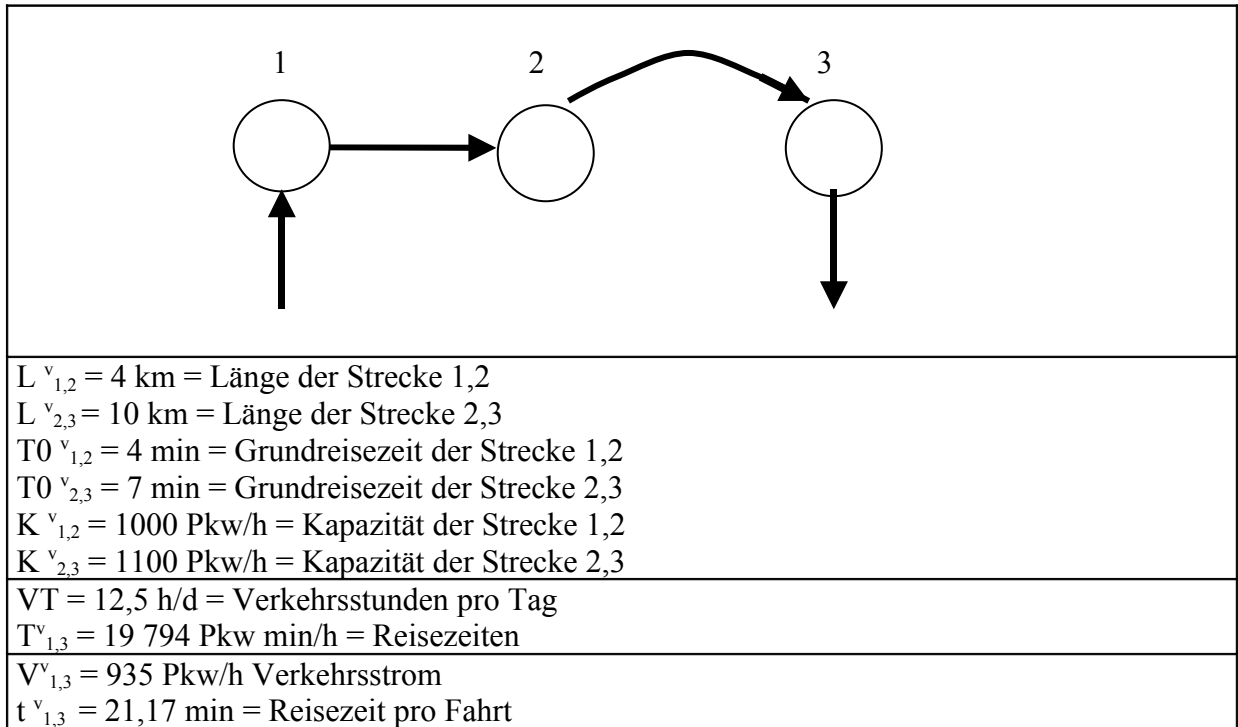 1 2 3
L ᵛ₁,₂ = 4 km = Länge der Strecke 1,2
L ᵛ₂,₃ = 10 km = Länge der Strecke 2,3
T0 ᵛ₁,₂ = 4 min = Grundreisezeit der Strecke 1,2
T0 ᵛ₂,₃ = 7 min = Grundreisezeit der Strecke 2,3
K ᵛ₁,₂ = 1000 Pkw/h = Kapazität der Strecke 1,2
K ᵛ₂,₃ = 1100 Pkw/h = Kapazität der Strecke 2,3
VT = 12,5 h/d = Verkehrsstunden pro Tag
Tᵛ₁,₃ = 19 794 Pkw min/h = Reisezeiten
Vᵛ₁,₃ = 935 Pkw/h Verkehrsstrom
t ᵛ₁,₃ = 21,17 min = Reisezeit pro Fahrt